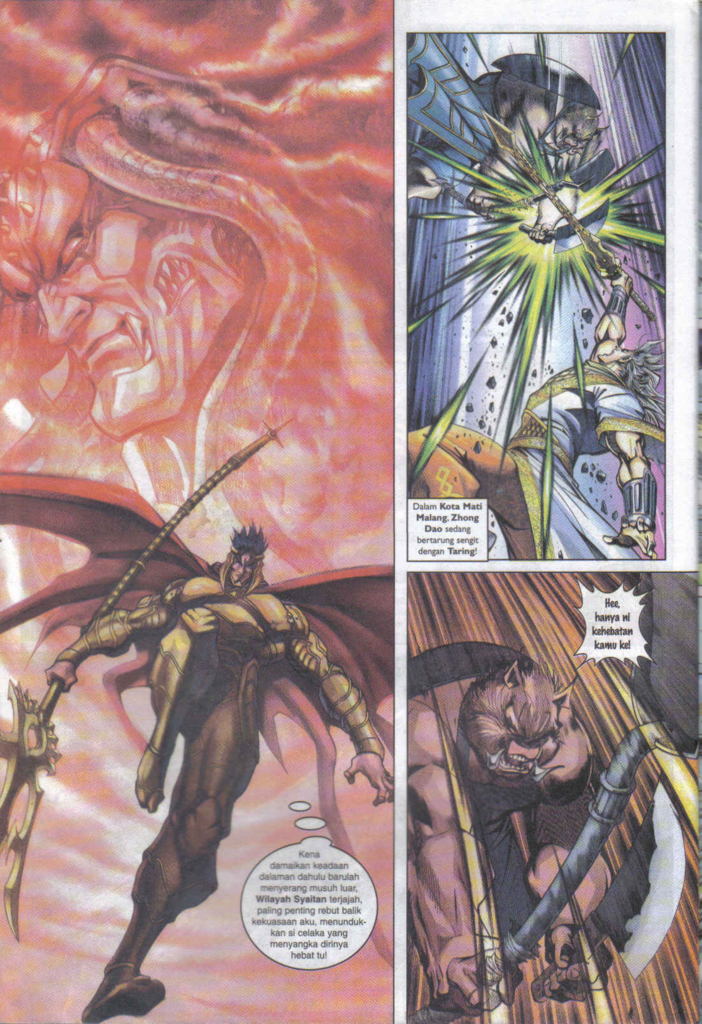 Kena
damaikan keadaan
dalaman dahulu barulah
menyerang musuh luar,
Wilayah Syaitan terjajah,
paling penting rebut balik
kekuasaan aku, menunduk-
kan si celaka yang
menyangka dirinya
hebat tu!
Dalam Kota Mati
Malang, Zhong
Dao sedang
bertarung sengit
dengan Taring!
Hee,
hanya ni
kehebatan
kamu ke!